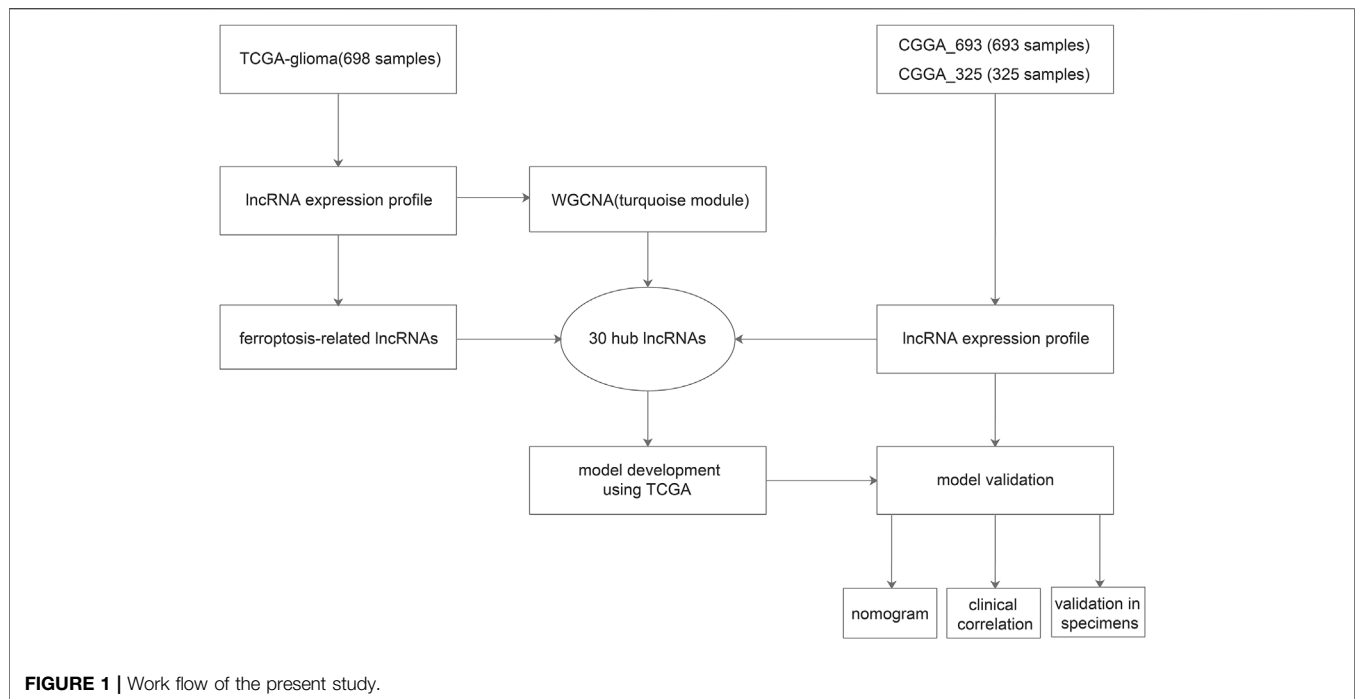 TCGA-glioma(698 samples)
CGGA_693 (693 samples)
CGGA_325 (325 samples)
lncRNA expression profile
WGCNA(turquoise module)
ferroptosis-related lncRNAs
30 hub lncRNAs
lncRNA expression profile
model development
using TCGA
model validation
nomogram
clinical
correlation
validation in
specimens
FIGURE 1 | Work flow of the present study.